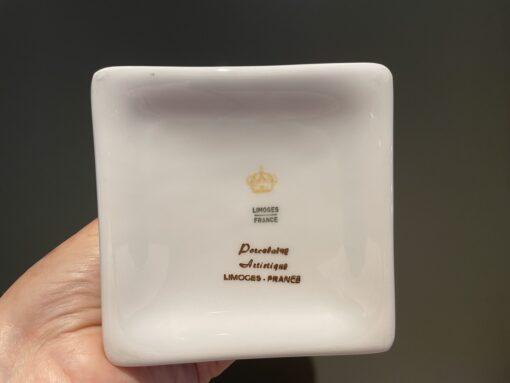 LIMOGES
FRANCE
Porcelaine
Artistique
LIMOGES - FRANCE